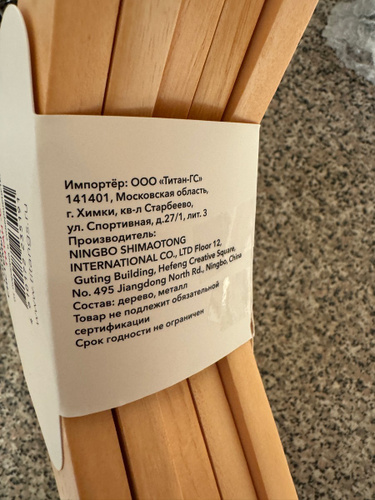 Импортёр: ООО «Титан-ГС»
141401, Московская область,
г. Химки, кв-л Старбеево,
ул. Спортивная, д.27/1, лит. 3
Производитель:
NINGBO SHIMAOTONG
INTERNATIONAL CO., LTD Floor 12,
Guting Building, Hefeng Creative Square,
No. 495 Jiangdong North Rd., Ningbo, China
Состав: дерево, металл
Товар не подлежит обязательной
сертификации
Срок годности не ограничен